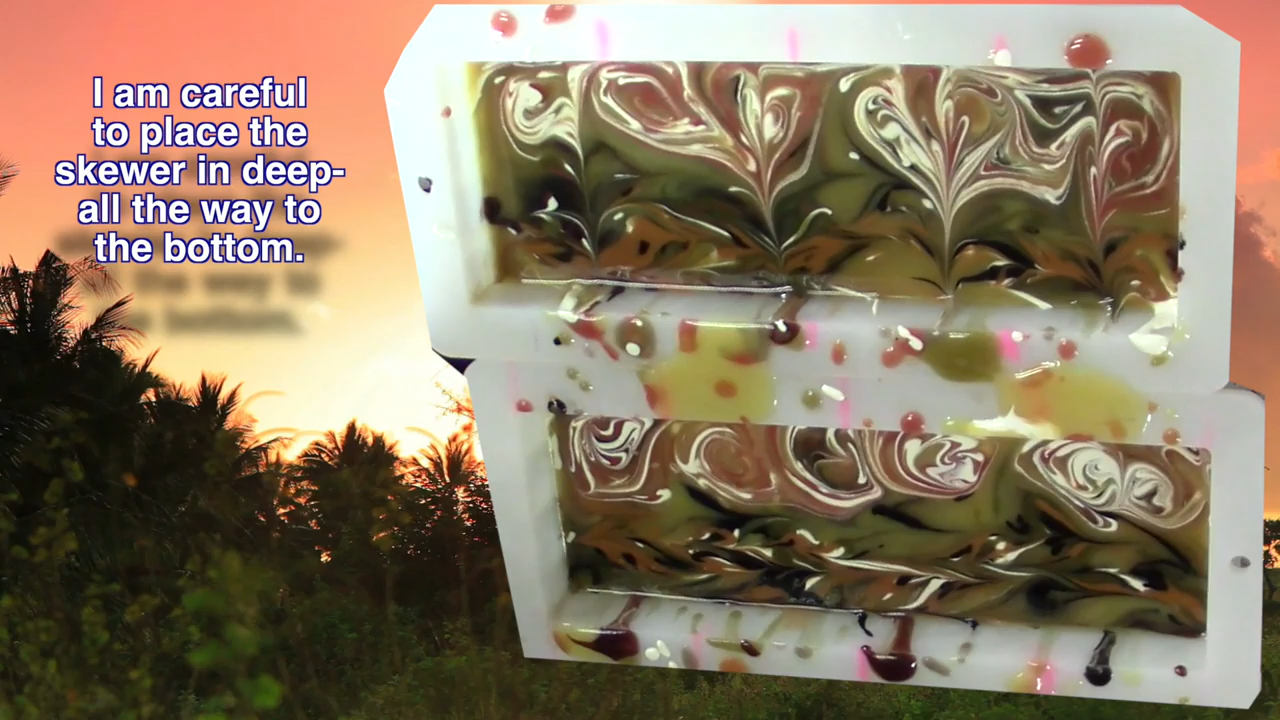 I am careful
to place the
skewer in deep-
all the way to
the bottom.